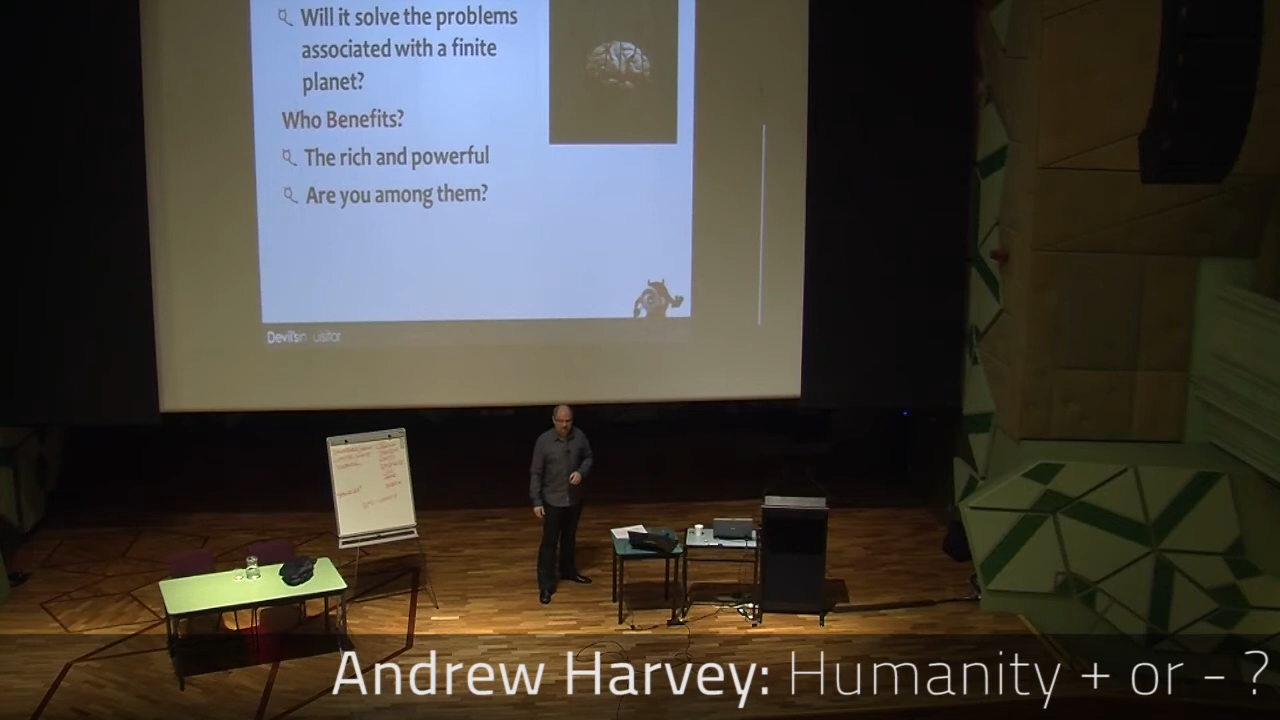 Will it solve the problems
associated with a finite
planet?
Who Benefits?
The rich and powerful
Are you among them?
Andrew Harvey: Humanity + or - ?